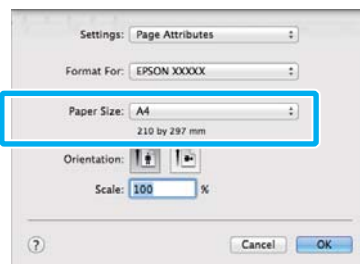 Settings: Page Attributes
Format For: EPSON XXXXX
Paper Size: A4
210 by 297 mm
Orientation:
Scale: 100 %
? Cancel OK